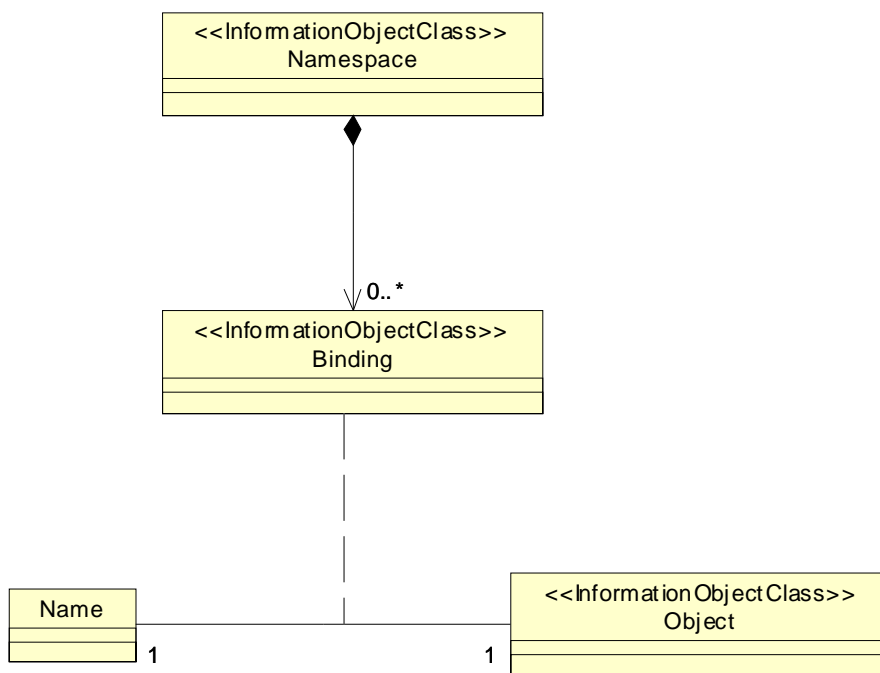 <<InformationObjectClass>>
Namespace
0..*
<<InformationObjectClass>>
Binding
Name
1
1
<<InformationObjectClass>>
Object